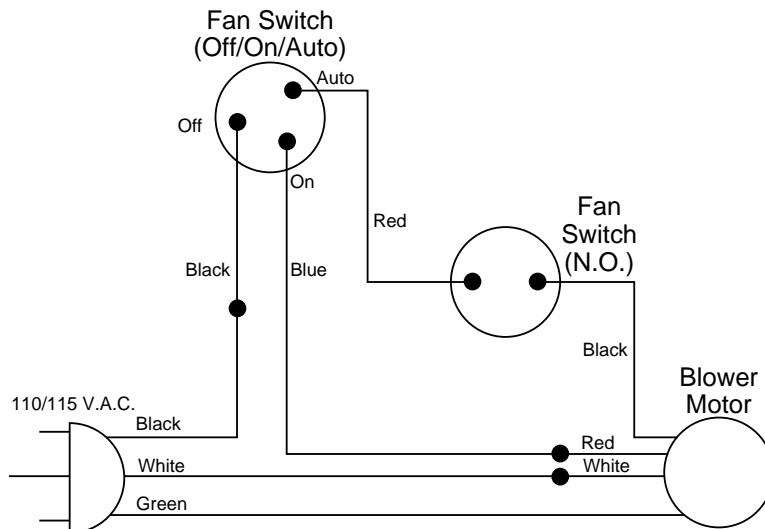 Fan Switch
(Off/On/Auto)
Auto
Off
On
Red
Fan
Switch
(N.O.)
Black
Blue
Black
Blower
Motor
110/115 V.A.C.
Black
Red
White
White
Green